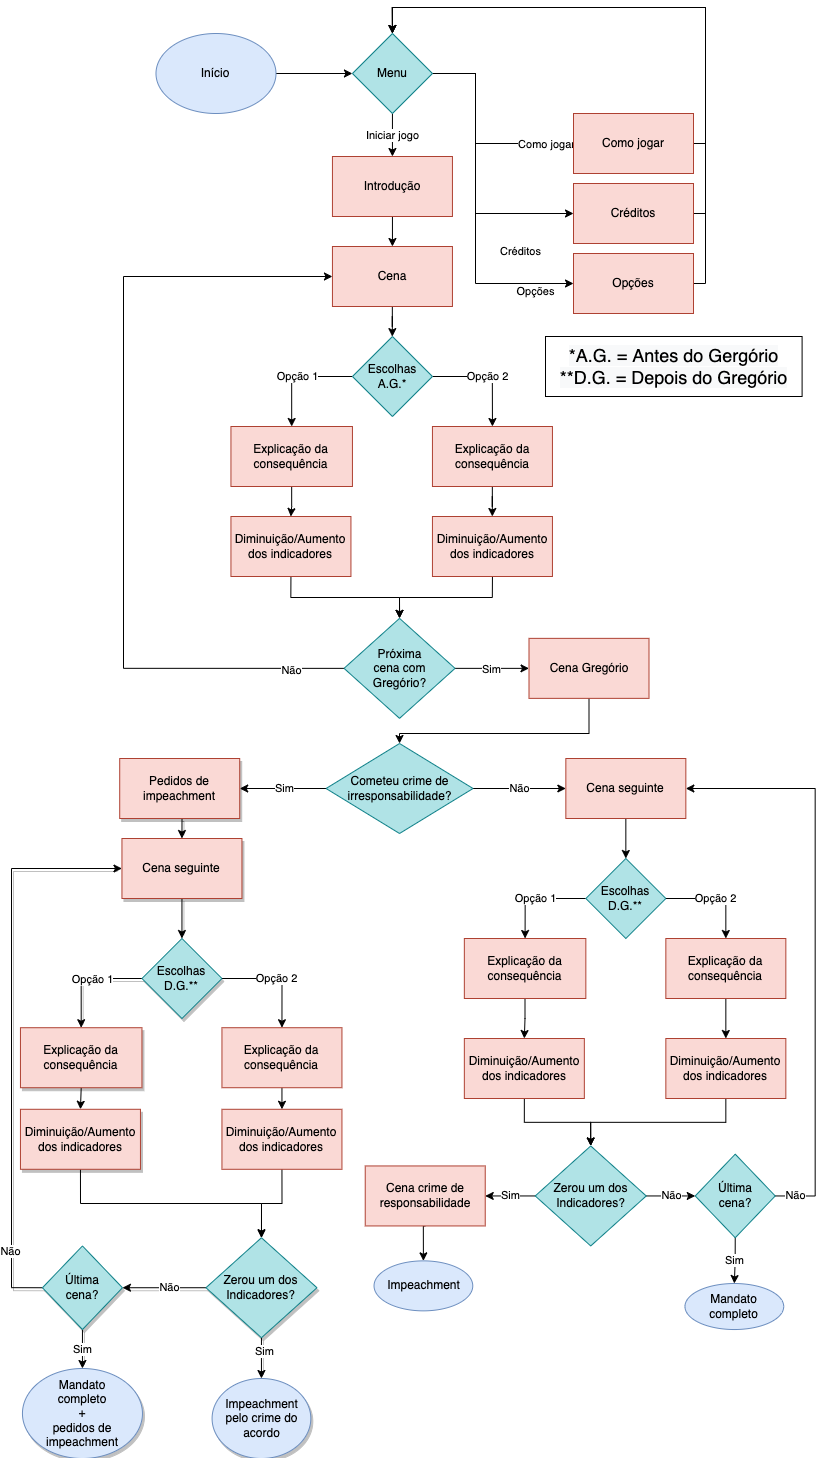 Início
Menu
Iniciar jogo
Como jogar
Como jogar
Introdução
Créditos
Créditos
Cena
Opções
Opções
*A.G. = Antes do Gergório
**D.G. = Depois do Gregório
Escolhas
A.G.*
Opção 1
Opção 2
Explicação da
consequência
Explicação da
consequência
Diminuição/Aumento
dos indicadores
Diminuição/Aumento
dos indicadores
Próxima
cena com
Gregório?
Não
Sim
Cena Gregório
Cometeu crime de
irresponsabilidade?
Sim
Não
Pedidos de
impeachment
Cena seguinte
Cena seguinte
Escolhas
D.G.**
Opção 1
Opção 2
Explicação da
consequência
Explicação da
consequência
Escolhas
D.G.**
Opção 1
Opção 2
Explicação da
consequência
Explicação da
consequência
Diminuição/Aumento
dos indicadores
Diminuição/Aumento
dos indicadores
Diminuição/Aumento
dos indicadores
Diminuição/Aumento
dos indicadores
Cena crime de
responsabilidade
Sim
Zerou um dos
Indicadores?
Não
Última
cena?
Não
Sim
Impeachment
Mandato
completo
Não
Última
cena?
Não
Zerou um dos
Indicadores?
Sim
Sim
Mandato
completo
+
pedidos de
impeachment
Impeachment
pelo crime do
acordo